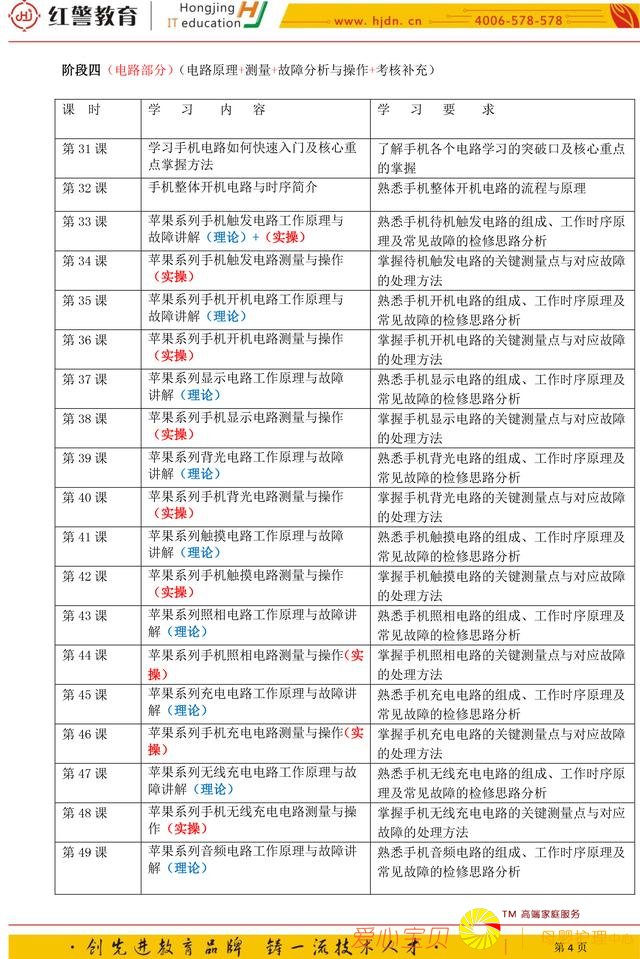 红警教育
Hongjing
IT education
www.hjdn.cn
4006-578-578
阶段四（电路部分）（电路原理+测量+故障分析与操作+考核补充）
课 时 学 习 内 容 学 习 要 求
第 31 课 学习手机电路如何快速入门及核心重 了解手机各个电路学习的突破口及核心重点
点掌握方法 的掌握
第 32 课 手机整体开机电路与时序简介 熟悉手机整体开机电路的流程与原理
第 33 课 苹果系列手机触发电路工作原理与 熟悉手机待机触发电路的组成、工作时序原
故障讲解（理论）+（实操） 理及常见故障的检修思路分析
第 34 课 苹果系列手机触发电路测量与操作 掌握待机触发电路的关键测量点与对应故障
（实操） 的处理方法
第 35 课 苹果系列手机开机电路工作原理与 熟悉手机开机电路的组成、工作时序原理及
故障讲解（理论） 常见故障的检修思路分析
第 36 课 苹果系列手机开机电路测量与操作 掌握手机开机电路的关键测量点与对应故障
（实操） 的处理方法
第 37 课 苹果系列显示电路工作原理与故障 熟悉手机显示电路的组成、工作时序原理及
讲解（理论） 常见故障的检修思路分析
第 38 课 苹果系列手机显示电路测量与操作 掌握手机显示电路的关键测量点与对应故障
（实操） 的处理方法
第 39 课 苹果系列背光电路工作原理与故障 熟悉手机背光电路的组成、工作时序原理及
讲解（理论） 常见故障的检修思路分析
第 40 课 苹果系列手机背光电路测量与操作 掌握手机背光电路的关键测量点与对应故障
（实操） 的处理方法
第 41 课 苹果系列触摸电路工作原理与故障 熟悉手机触摸电路的组成、工作时序原理及
讲解（理论） 常见故障的检修思路分析
第 42 课 苹果系列手机触摸电路测量与操作 掌握手机触摸电路的关键测量点与对应故障
（实操） 的处理方法
第 43 课 苹果系列照相电路工作原理与故障讲 熟悉手机照相电路的组成、工作时序原理及
解（理论） 常见故障的检修思路分析
第 44 课 苹果系列手机照相电路测量与操作（实 掌握手机照相电路的关键测量点与对应故障
操） 的处理方法
第 45 课 苹果系列充电电路工作原理与故障讲 熟悉手机充电电路的组成、工作时序原理及
解（理论） 常见故障的检修思路分析
第 46 课 苹果系列手机充电电路测量与操作（实 掌握手机充电电路的关键测量点与对应故障
操） 的处理方法
第 47 课 苹果系列无线充电电路工作原理与故 熟悉手机无线充电电路的组成、工作时序原
障讲解（理论） 理及常见故障的检修思路分析
第 48 课 苹果系列手机无线充电电路测量与操 掌握手机无线充电电路的关键测量点与对应
作（实操） 故障的处理方法
第 49 课 苹果系列音频电路工作原理与故障讲 熟悉手机音频电路的组成、工作时序原理及
解（理论） 常见故障的检修思路分析
TM 高端家庭服务
爱心宝贝 母婴护理中心
·创先进教育品牌 铸一流技术人才· 第 4 页